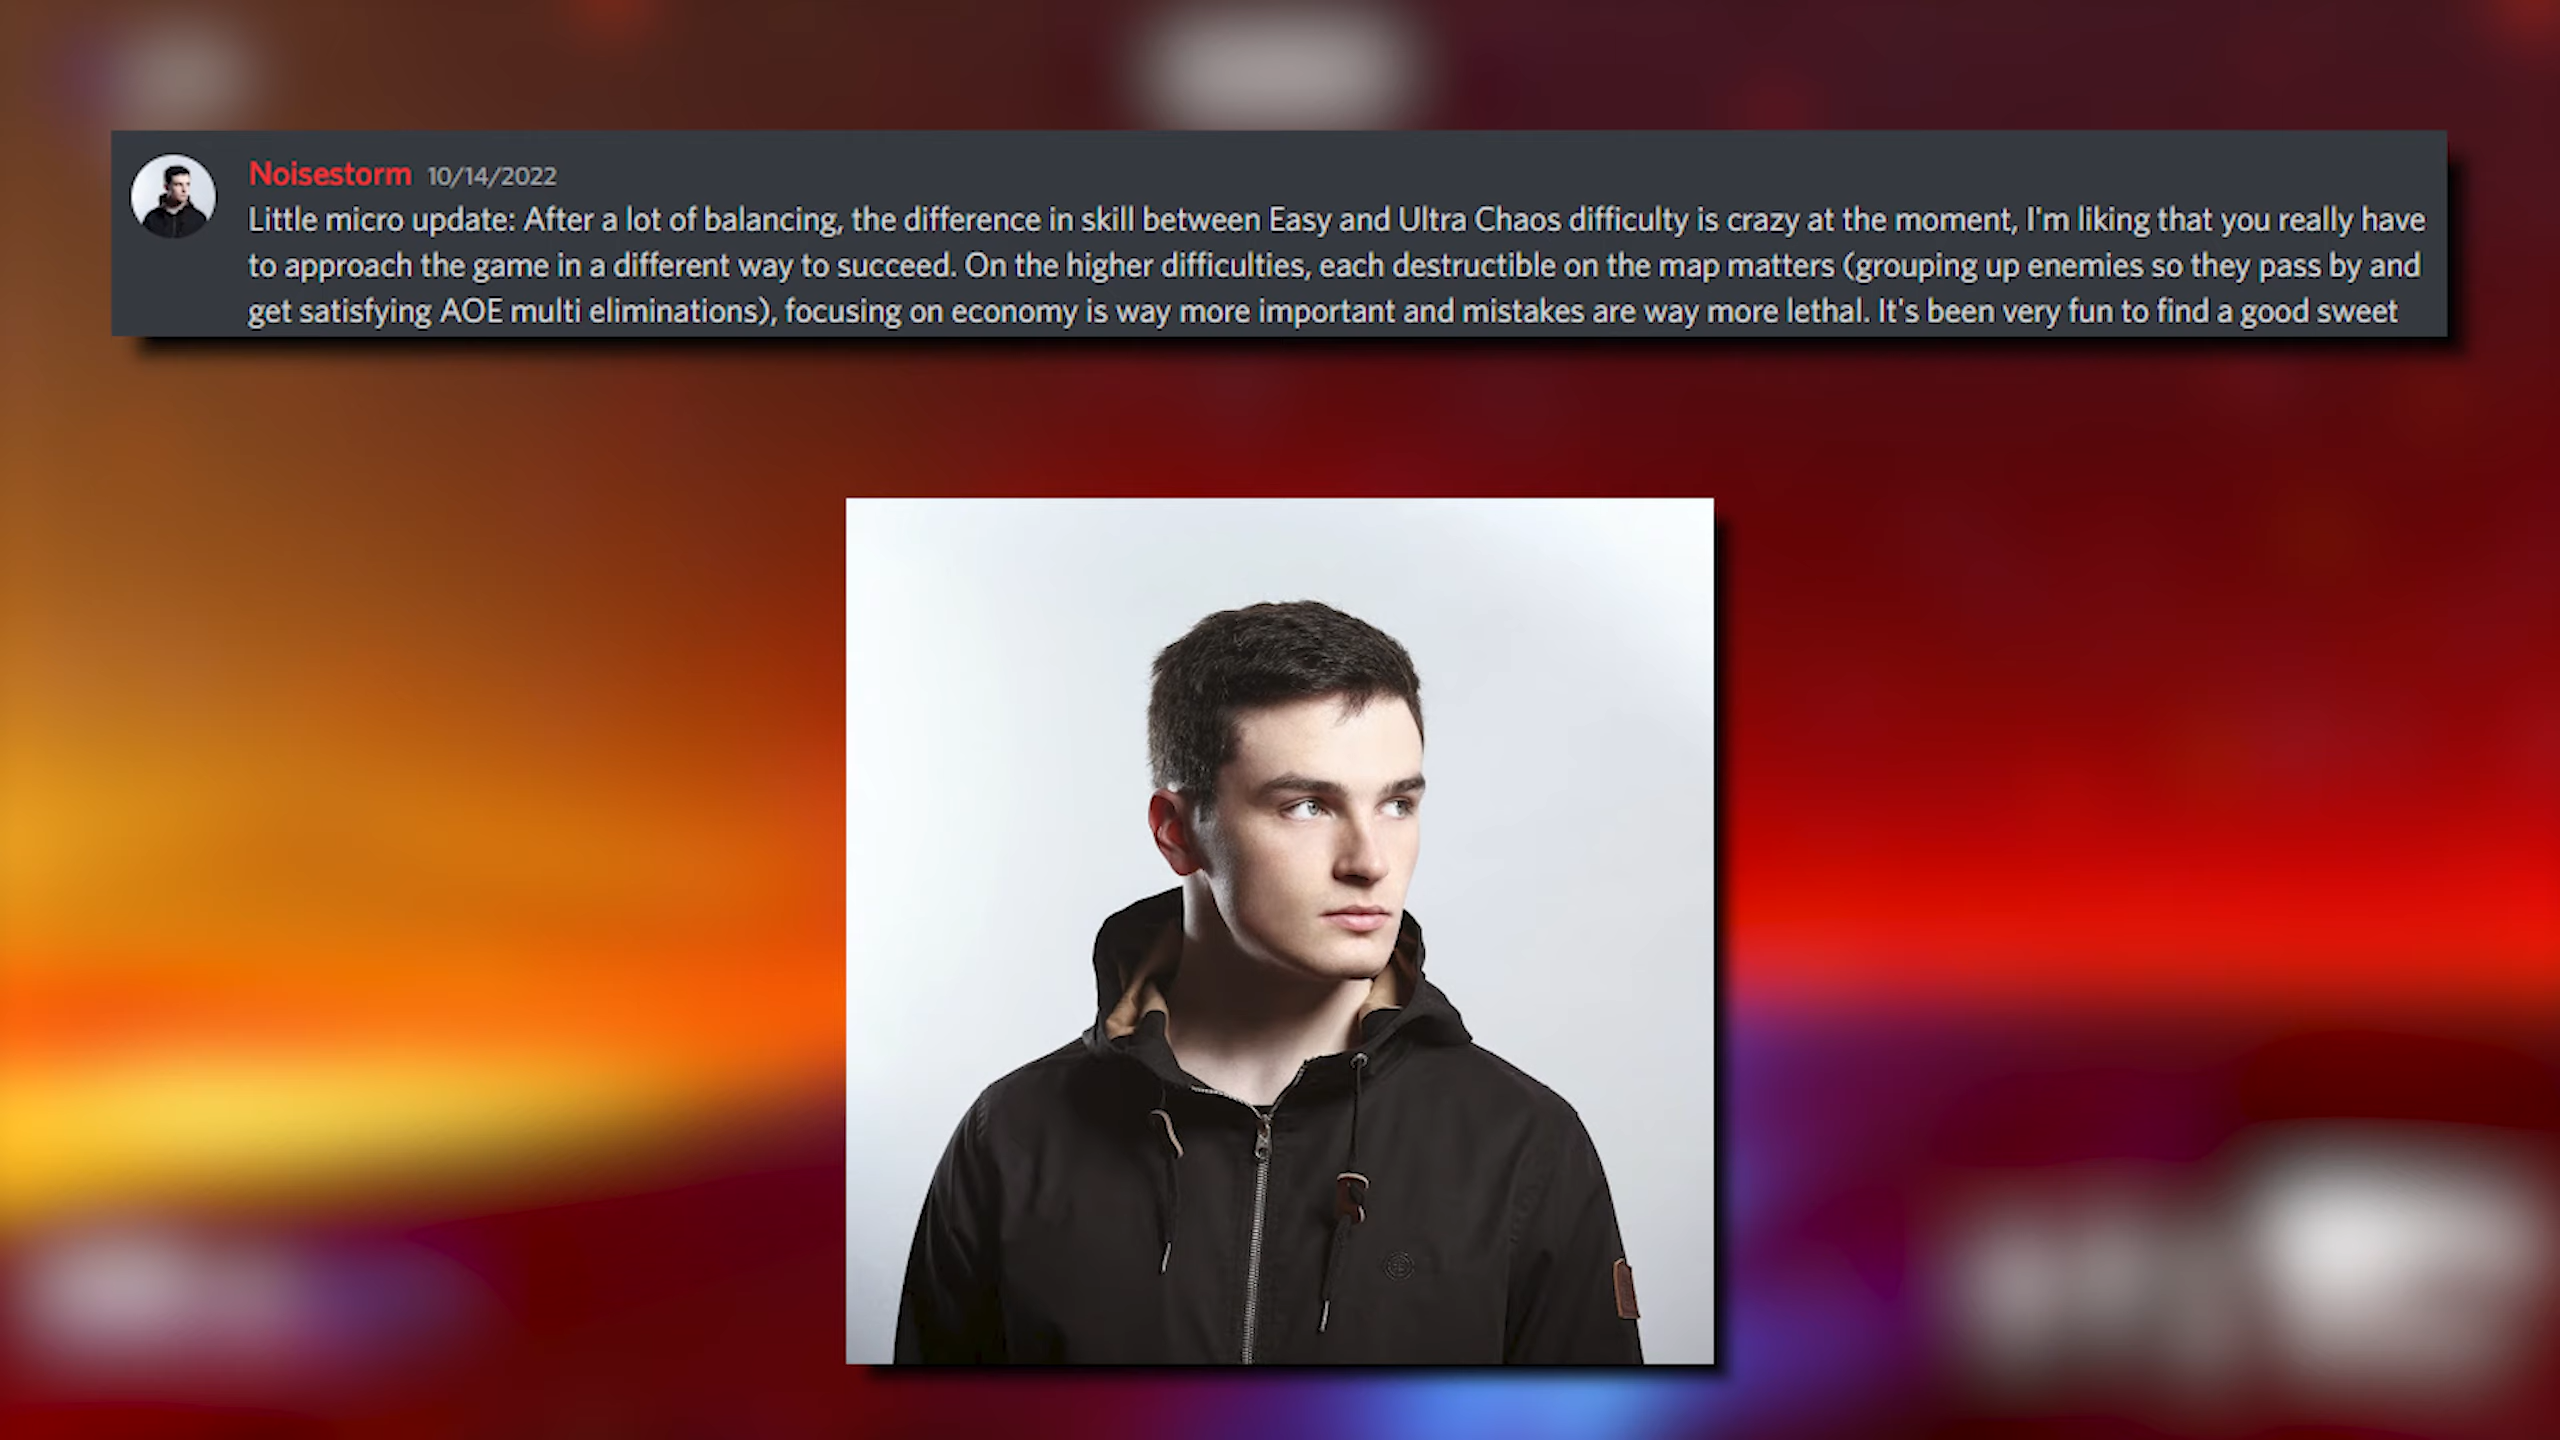 Noisestorm 10/14/2022
Little micro update: After a lot of balancing, the difference in skill between Easy and Ultra Chaos difficulty is crazy at the moment, I'm liking that you really have
to approach the game in a different way to succeed. On the higher difficulties, each destructible on the map matters (grouping up enemies so they pass by and
get satisfying AOE multi eliminations), focusing on economy is way more important and mistakes are way more lethal. It's been very fun to find a good sweet